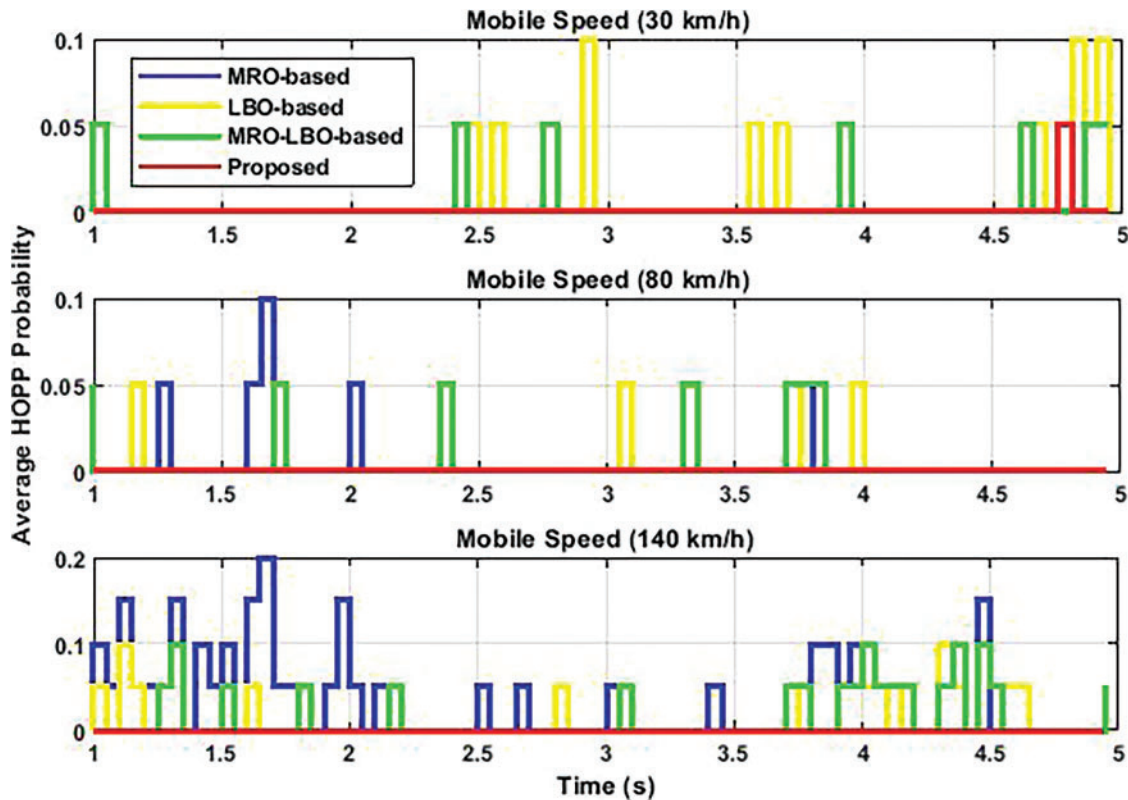 Mobile Speed (30 km/h)
0.1
0.05
0
MRO-based
LBO-based
MRO-LBO-based
Proposed
1 1.5 2 2.5 3 3.5 4 4.5 5
Average HOPP Probability
Mobile Speed (80 km/h)
0.1
0.05
0
1 1.5 2 2.5 3 3.5 4 4.5 5
Mobile Speed (140 km/h)
0.2
0.1
0
1 1.5 2 2.5 3 3.5 4 4.5 5
Time (s)